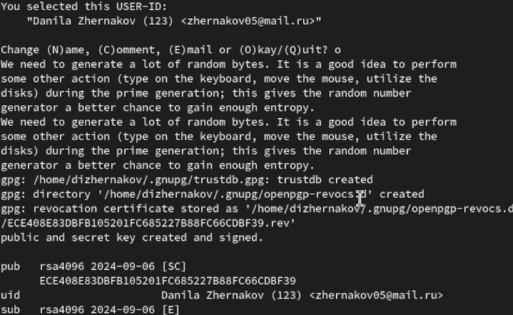 You selected this USER-ID:
"Danila Zhernakov (123) <zhernakov05@mail.ru>"
Change (N)ame, (C)omment, (E)mail or (O)kay/(Q)uit? o
We need to generate a lot of random bytes. It is a good idea to perform
some other action (type on the keyboard, move the mouse, utilize the
disks) during the prime generation; this gives the random number
generator a better chance to gain enough entropy.
We need to generate a lot of random bytes. It is a good idea to perform
some other action (type on the keyboard, move the mouse, utilize the
disks) during the prime generation; this gives the random number
generator a better chance to gain enough entropy.
gpg: /home/dizhernakov/.gnupg/trustdb.gpg: trustdb created
gpg: directory '/home/dizhernakov/.gnupg/openpgp-revocs.d' created
gpg: revocation certificate stored as '/home/dizhernakov/.gnupg/openpgp-revocs.d
/ECE408E83DBFB105201FC685227B88FC66CDBF39.rev'
public and secret key created and signed.
pub   rsa4096 2024-09-06 [SC]
ECE408E83DBFB105201FC685227B88FC66CDBF39
uid                      Danila Zhernakov (123) <zhernakov05@mail.ru>
sub   rsa4096 2024-09-06 [E]